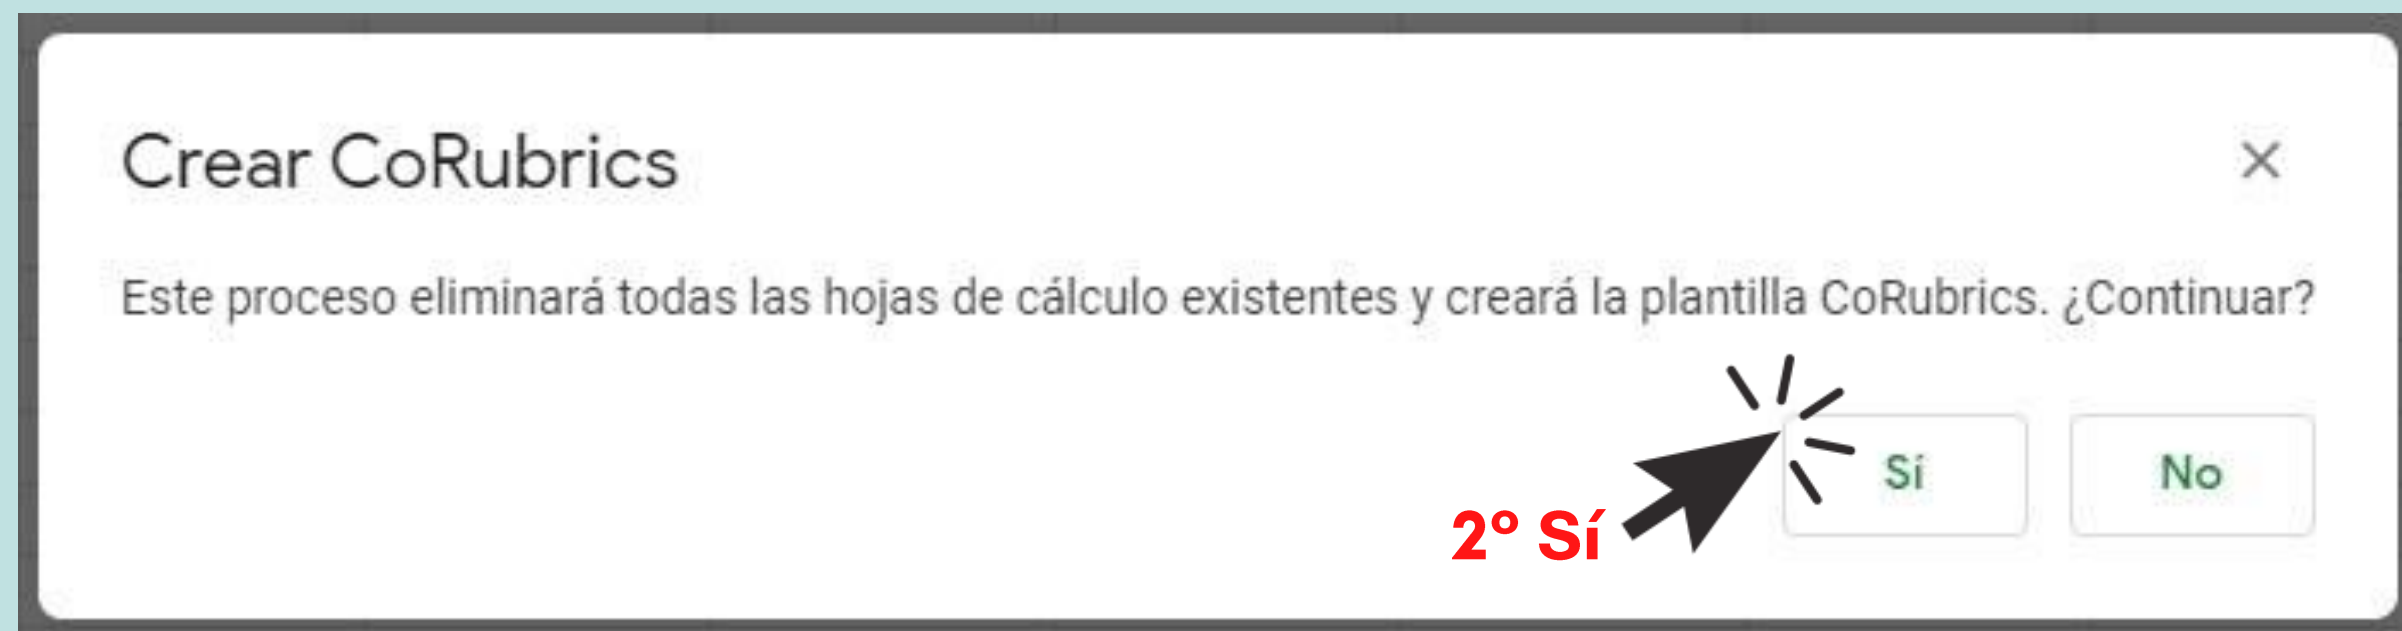 Crear CoRubrics
Este proceso eliminará todas las hojas de cálculo existentes y creará la plantilla CoRubrics. ¿Continuar?
Sí
No
2º Sí